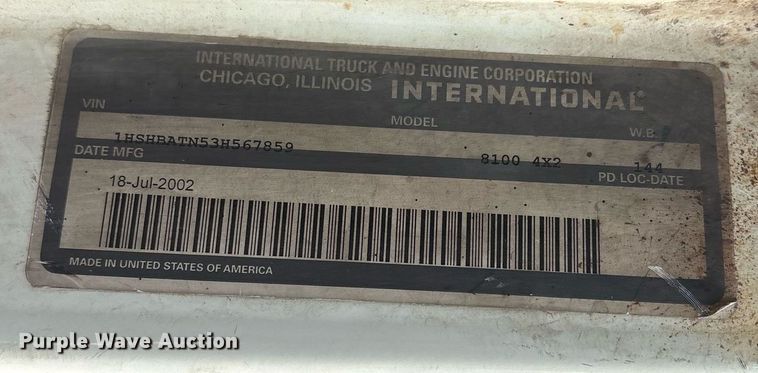 INTERNATIONAL TRUCK AND ENGINE CORPORATION
CHICAGO, ILLINOIS INTERNATIONAL®
VIN MODEL W.B.
1HSHBATN53H567859 8100 4X2 144
DATE MFG PD LOC-DATE
18-Jul-2002
MADE IN UNITED STATES OF AMERICA
Purple Wave Auction